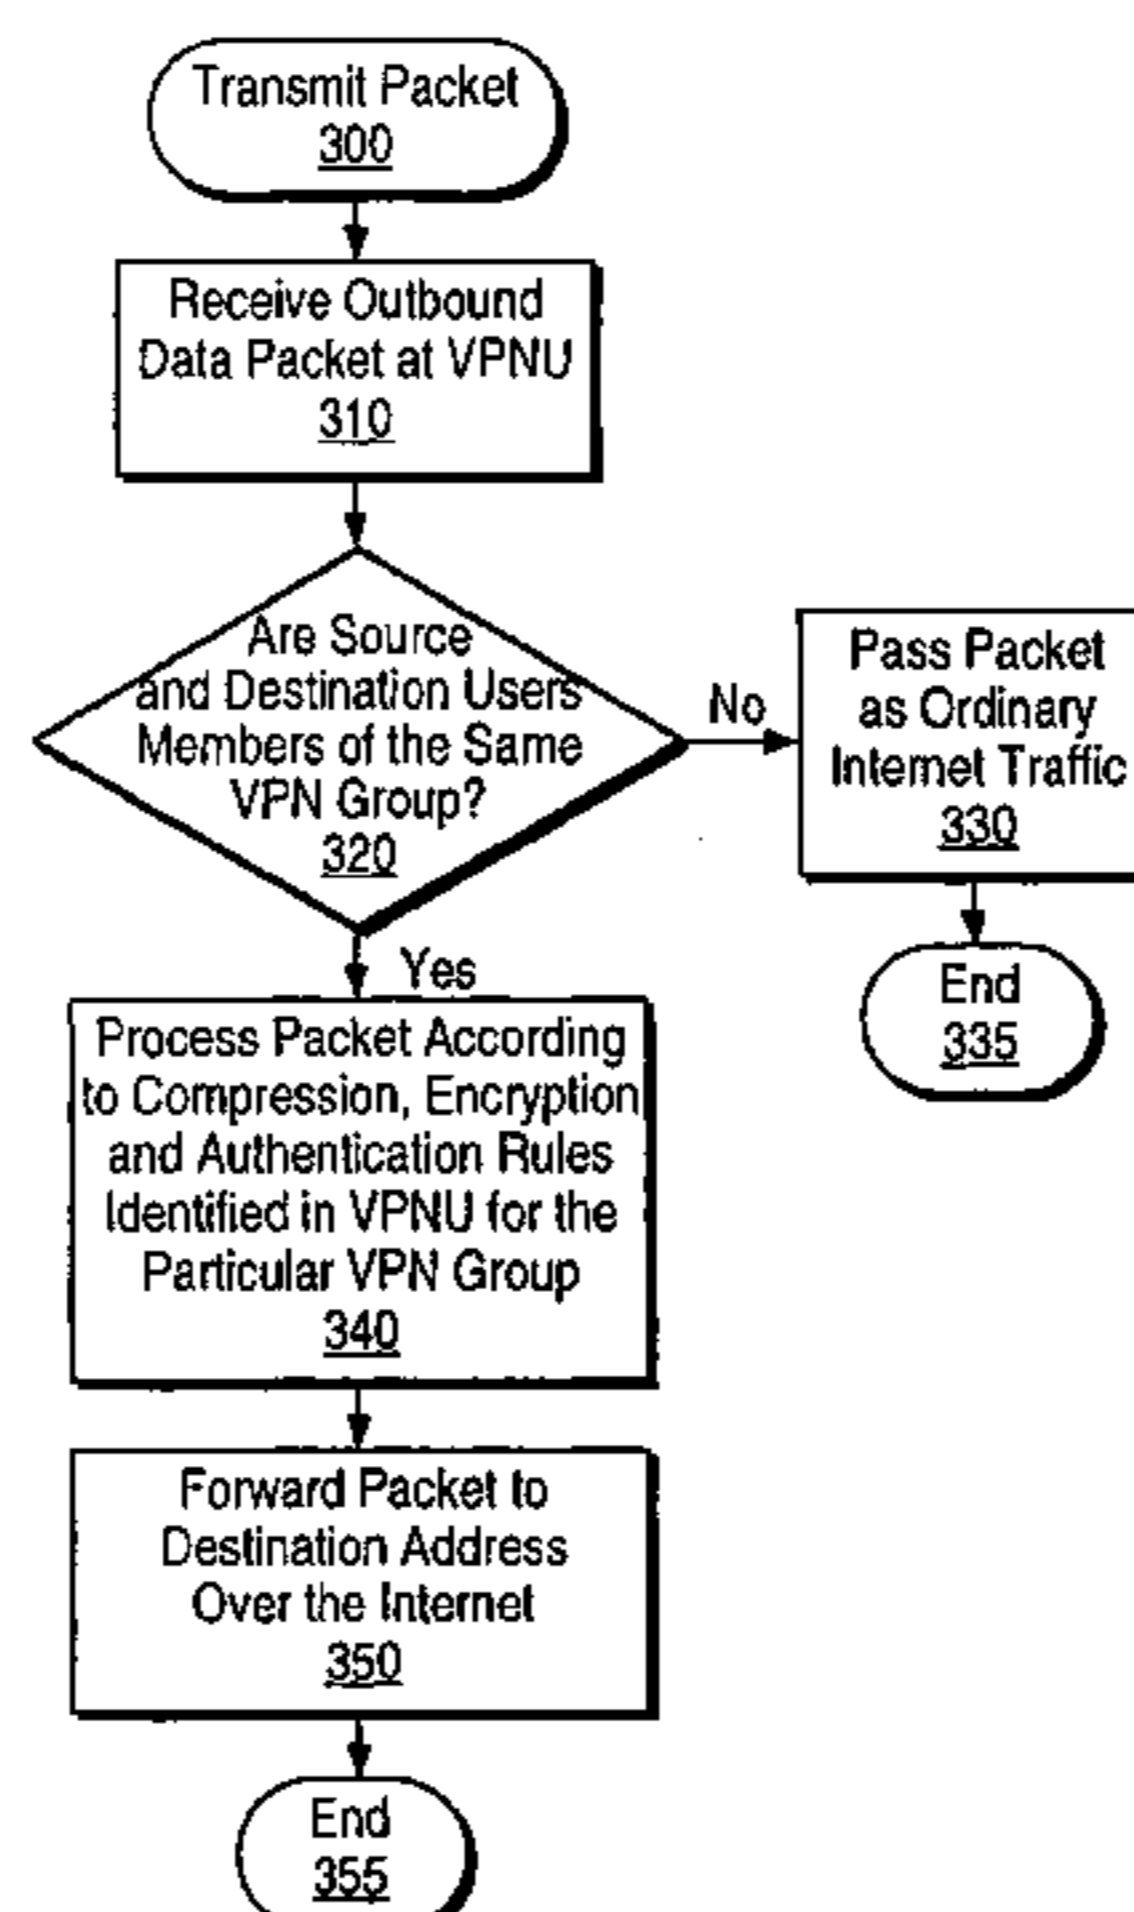 Transmit Packet
300
Receive Outbound
Data Packet at VPNU
310
Are Source
and Destination Users
Members of the Same
VPN Group?
320
No
Pass Packet
as Ordinary
Internet Traffic
330
End
335
Yes
Process Packet According
to Compression, Encryption
and Authentication Rules
Identified in VPNU for the
Particular VPN Group
340
Forward Packet to
Destination Address
Over the Internet
350
End
355